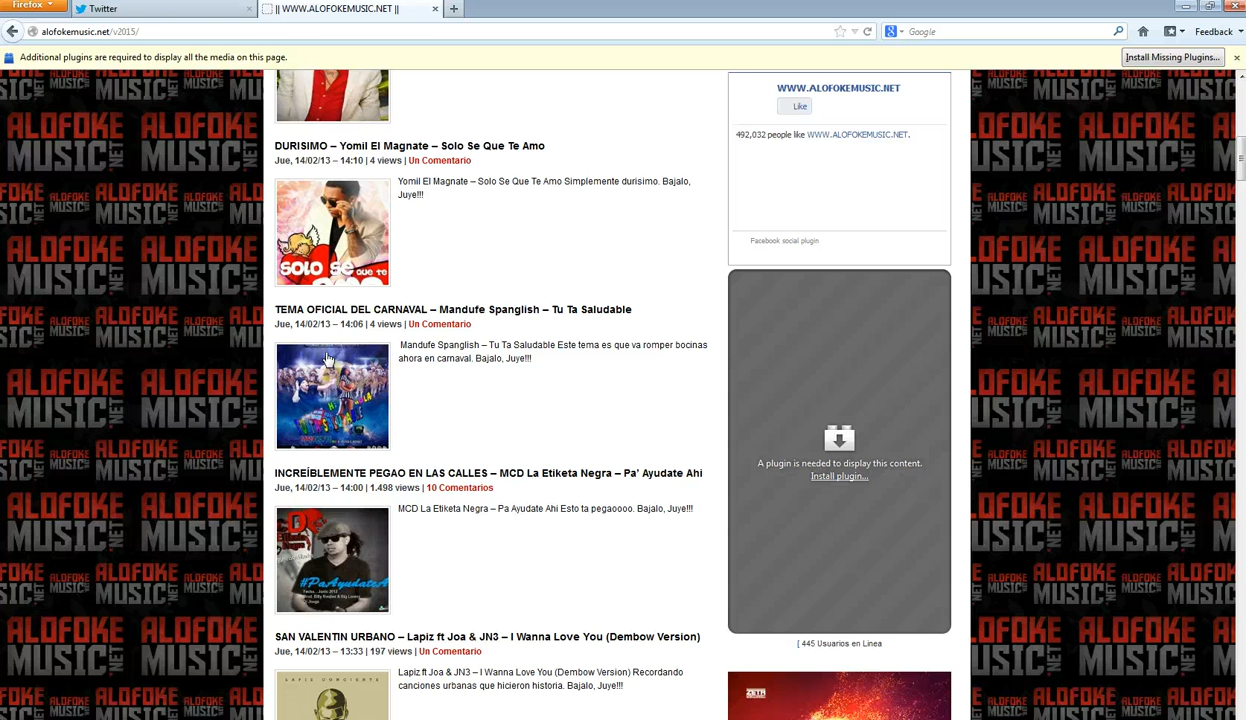 Firefox
Twitter
|| WWW.ALOFOKEMUSIC.NET ||
alofokemusic.net/v2015/
Google
Feedback
Additional plugins are required to display all the media on this page.
Install Missing Plugins...
DURISIMO – Yomil El Magnate – Solo Se Que Te Amo
Jue, 14/02/13 – 14:10 | 4 views | Un Comentario
Yomil El Magnate – Solo Se Que Te Amo Simplemente durisimo. Bajalo,
Juye!!!
SOLO SE QUE TE
TEMA OFICIAL DEL CARNAVAL – Mandufe Spanglish – Tu Ta Saludable
Jue, 14/02/13 – 14:06 | 4 views | Un Comentario
Mandufe Spanglish – Tu Ta Saludable Este tema es que va romper bocinas
ahora en carnaval. Bajalo, Juye!!!
INCREÍBLEMENTE PEGAO EN LAS CALLES – MCD La Etiketa Negra – Pa' Ayudate Ahi
Jue, 14/02/13 – 14:00 | 1.498 views | 10 Comentarios
MCD La Etiketa Negra – Pa Ayudate Ahi Esto ta pegaoooo. Bajalo, Juye!!!
#PaAyudateA
SAN VALENTIN URBANO – Lapiz ft Joa & JN3 – I Wanna Love You (Dembow Version)
Jue, 14/02/13 – 13:33 | 197 views | Un Comentario
Lapiz ft Joa & JN3 – I Wanna Love You (Dembow Version) Recordando
canciones urbanas que hicieron historia. Bajalo, Juye!!!
LAPIZ CONCIENTE
WWW.ALOFOKEMUSIC.NET
Like
492,032 people like WWW.ALOFOKEMUSIC.NET.
Facebook social plugin
A plugin is needed to display this content.
Install plugin...
[ 445 Usuarios en Linea
ALOFOKE
MUSIC.NET